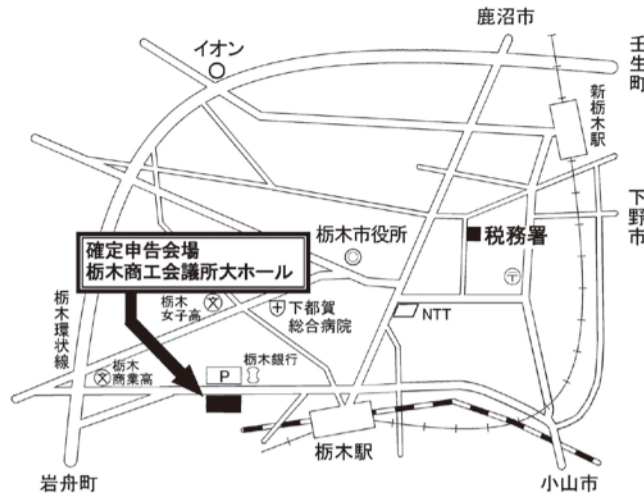 鹿沼市
壬生町
イオン
新栃木駅
下野市
確定申告会場
栃木商工会議所大ホール
栃木市役所
税務署
栃木環状線
栃木
女子高
下都賀
総合病院
NTT
栃木
商業高
P
栃木銀行
栃木駅
岩舟町
小山市